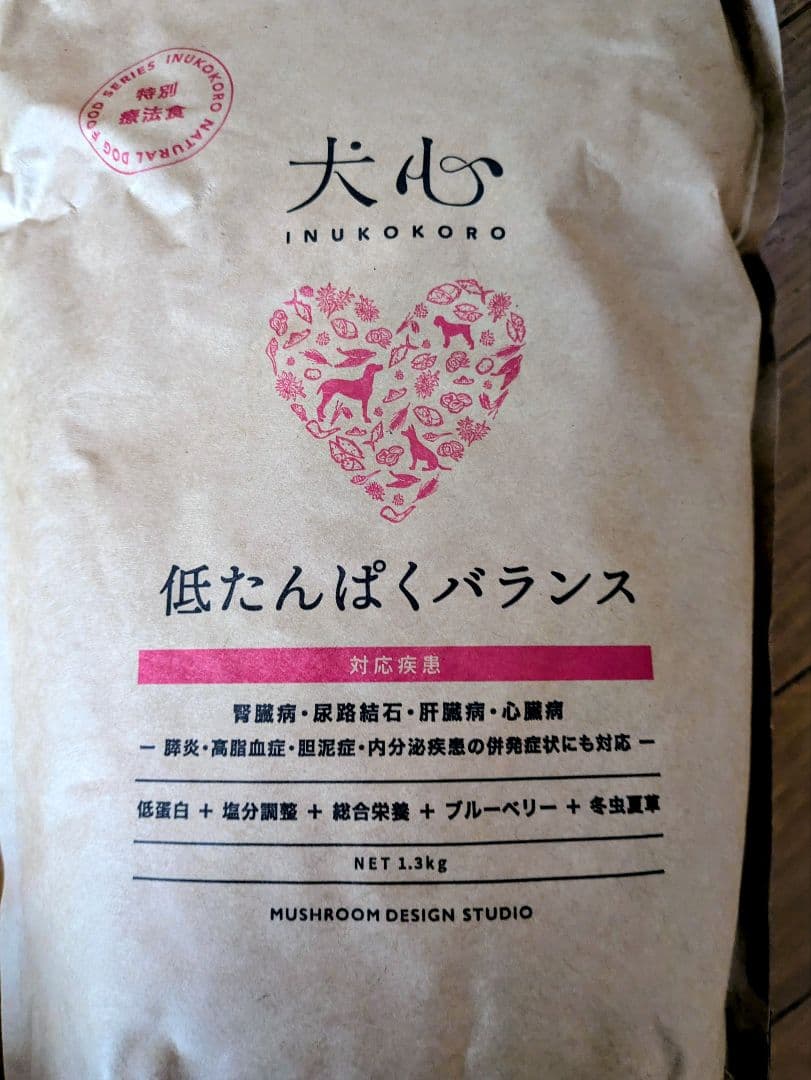 INUKOKORO NATURAL DOG FOOD SERIES
特別
療法食
犬心
INUKOKORO
低たんぱくバランス
対応疾患
腎臓病・尿路結石・肝臓病・心臓病
ー 膵炎・高脂血症・胆泥症・内分泌疾患の併発症状にも対応 ー
低蛋白 + 塩分調整 + 総合栄養 + ブルーベリー + 冬虫夏草
NET 1.3kg
MUSHROOM DESIGN STUDIO